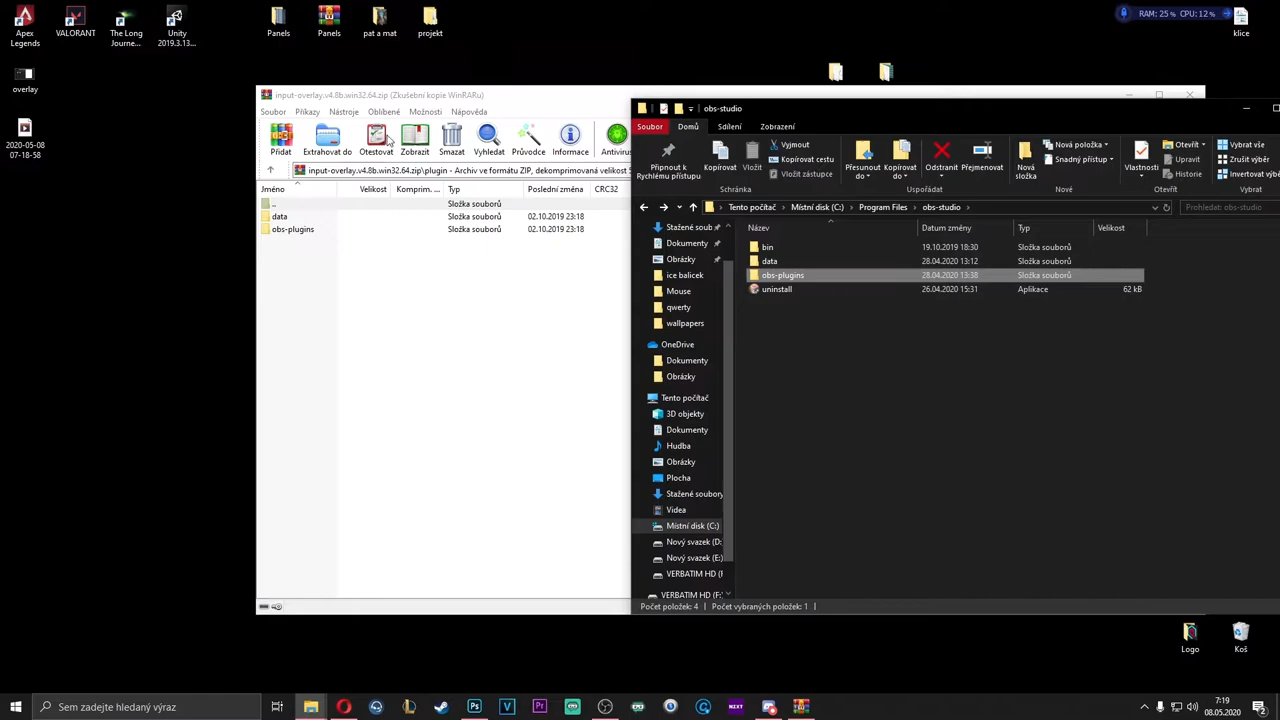 Apex
Legends
VALORANT
The Long
Journe...
Unity
2019.3.13...
Panels
Panels
pat a mat
projekt
RAM: 25 % CPU: 12 %
klice
overlay
2020-05-08
07-18-58
input-overlay.v4.8b.win32.64.zip (Zkušební kopie WinRARu)
Soubor Příkazy Nástroje Oblíbené Možnosti Nápověda
Přidat Extrahovat do Otestovat Zobrazit Smazat Vyhledat Průvodce Informace Antivirus
input-overlay.v4.8b.win32.64.zip\plugin - Archiv ve formátu ZIP, dekomprimovaná velikost
Jméno Velikost Komprim. ... Typ Poslední změna CRC32
.. Složka souborů
data Složka souborů 02.10.2019 23:18
obs-plugins Složka souborů 02.10.2019 23:18
obs-studio
Soubor Domů Sdílení Zobrazení
Připnout k
Rychlému přístupu
Kopírovat
Vložit
Vyjmout
Kopírovat cestu
Vložit zástupce
Schránka
Přesunout
do
Kopírovat
do
Odstranit
Přejmenovat
Uspořádat
Nová
složka
Nová položka
Snadný přístup
Nové
Vlastnosti
Otevřít
Upravit
Historie
Otevřít
Vybrat vše
Zrušit výběr
Invertovat výběr
Vybrat
Tento počítač > Místní disk (C:) > Program Files > obs-studio >
Prohledat: obs-studio
Název Datum změny Typ Velikost
bin 19.10.2019 18:30 Složka souborů
data 28.04.2020 13:12 Složka souborů
obs-plugins 28.04.2020 13:38 Složka souborů
uninstall 26.04.2020 15:31 Aplikace 62 kB
Stažené soub
Dokumenty
Obrázky
ice balicek
Mouse
qwerty
wallpapers
OneDrive
Dokumenty
Obrázky
Tento počítač
3D objekty
Dokumenty
Hudba
Obrázky
Plocha
Stažené soubory
Videa
Místní disk (C:)
Nový svazek (D:
Nový svazek (E:)
VERBATIM HD (F
VERBATIM HD (F:)
Počet položek: 4 Počet vybraných položek: 1
Logo
Koš
Sem zadejte hledaný výraz
7:19
08.05.2020